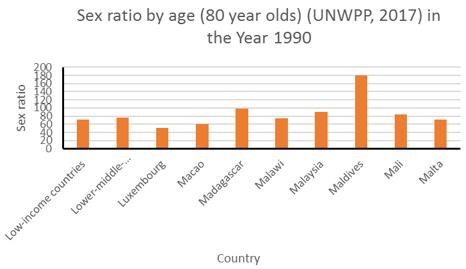 Sex ratio by age (80 year olds) (UNWPP, 2017) in
the Year 1990
Sex ratio
200
180
160
140
120
100
80
60
40
20
0
Low-income countries
Lower-middle-...
Luxembourg
Macao
Madagascar
Malawi
Malaysia
Maldives
Mali
Malta
Country